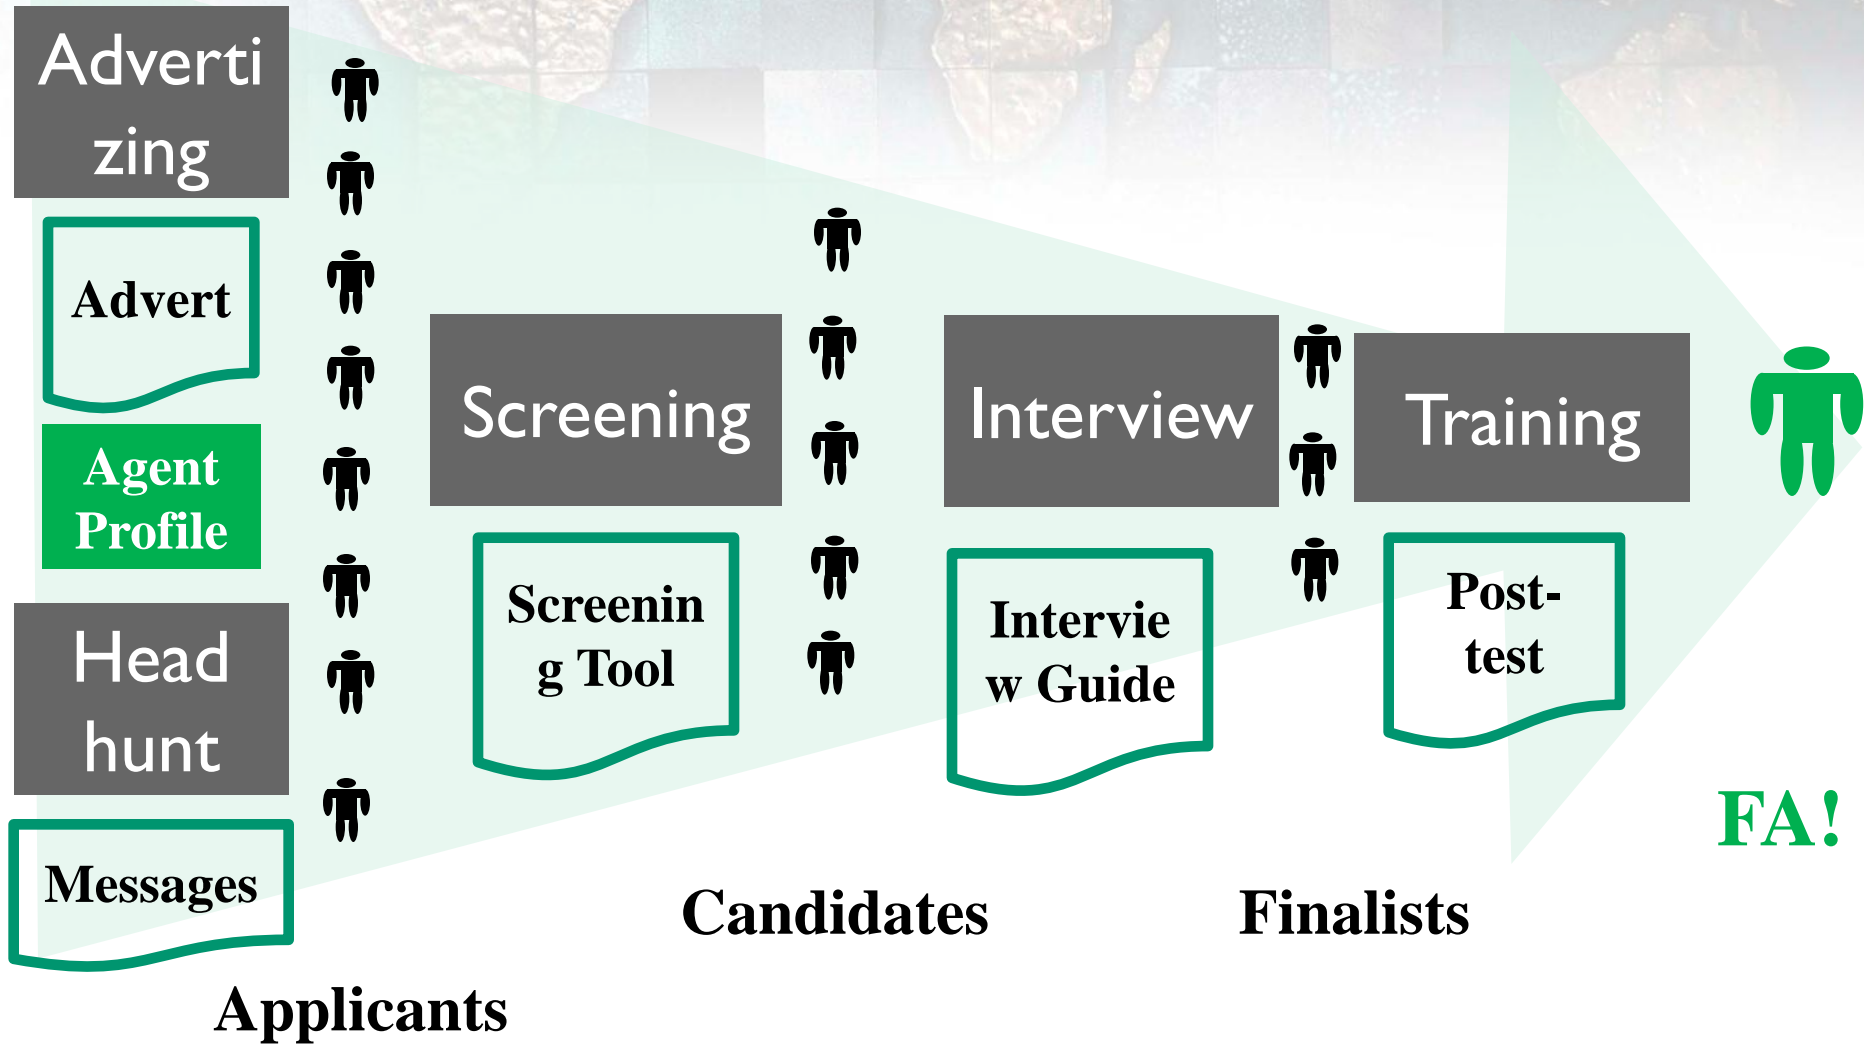 Adverti
zing
Advert
Agent
Profile
Head
hunt
Messages
Applicants
Screening
Screenin
g Tool
Candidates
Interview
Intervie
w Guide
Finalists
Training
Post-
test
FA!